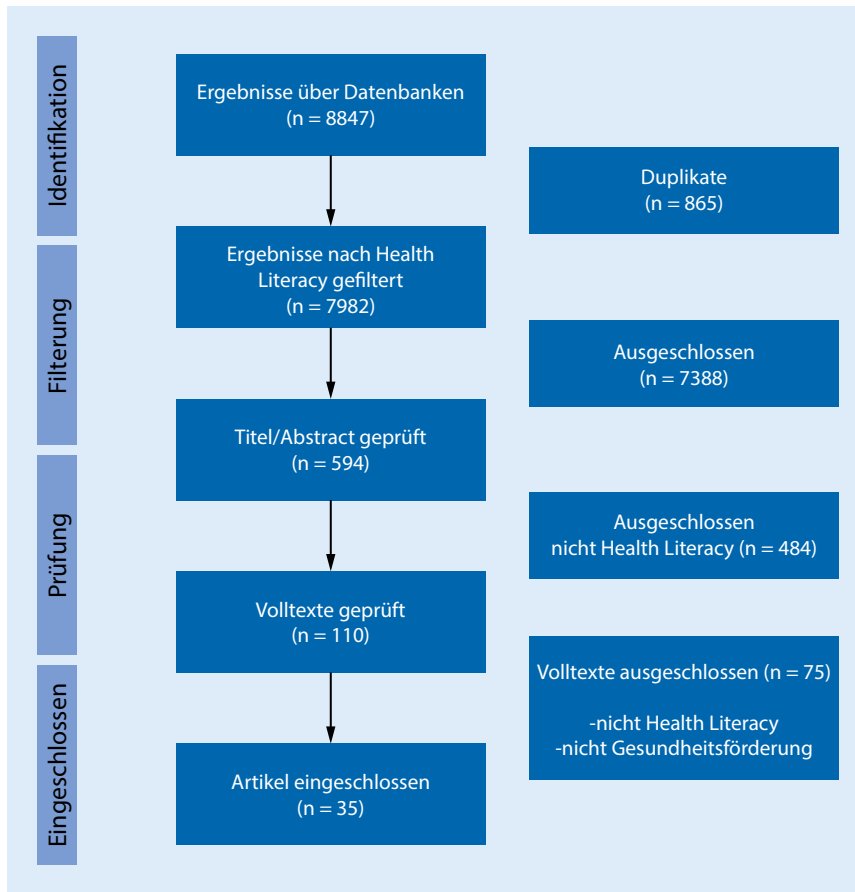 Identifikation
Ergebnisse über Datenbanken
(n = 8847)
Duplikate
(n = 865)
Filterung
Ergebnisse nach Health
Literacy gefiltert
(n = 7982)
Ausgeschlossen
(n = 7388)
Titel/Abstract geprüft
(n = 594)
Prüfung
Ausgeschlossen
nicht Health Literacy (n = 484)
Volltexte geprüft
(n = 110)
Volltexte ausgeschlossen (n = 75)
-nicht Health Literacy
-nicht Gesundheitsförderung
Eingeschlossen
Artikel eingeschlossen
(n = 35)